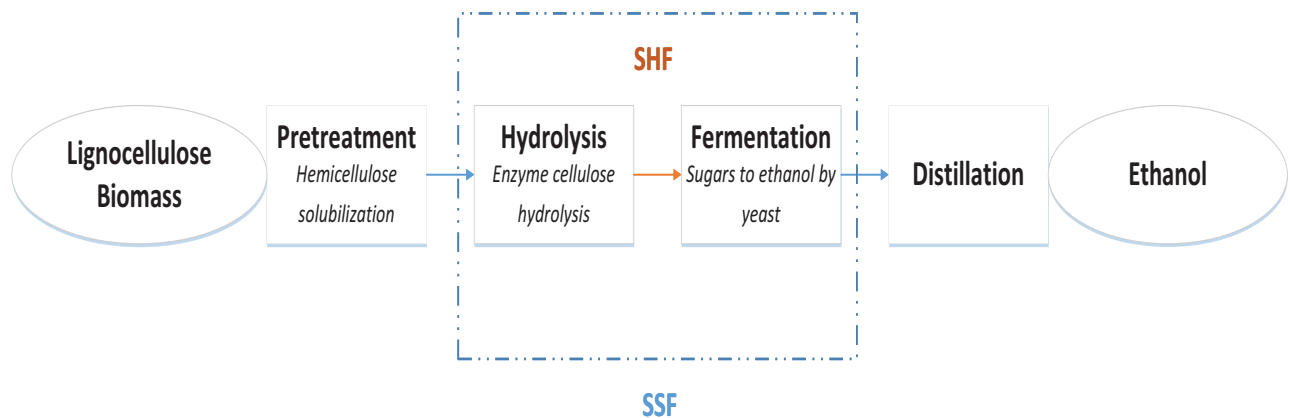 SHF
Lignocellulose
Biomass
Pretreatment
Hemicellulose
solubilization
Hydrolysis
Enzyme cellulose
hydrolysis
Fermentation
Sugars to ethanol by
yeast
Distillation
Ethanol
SSF